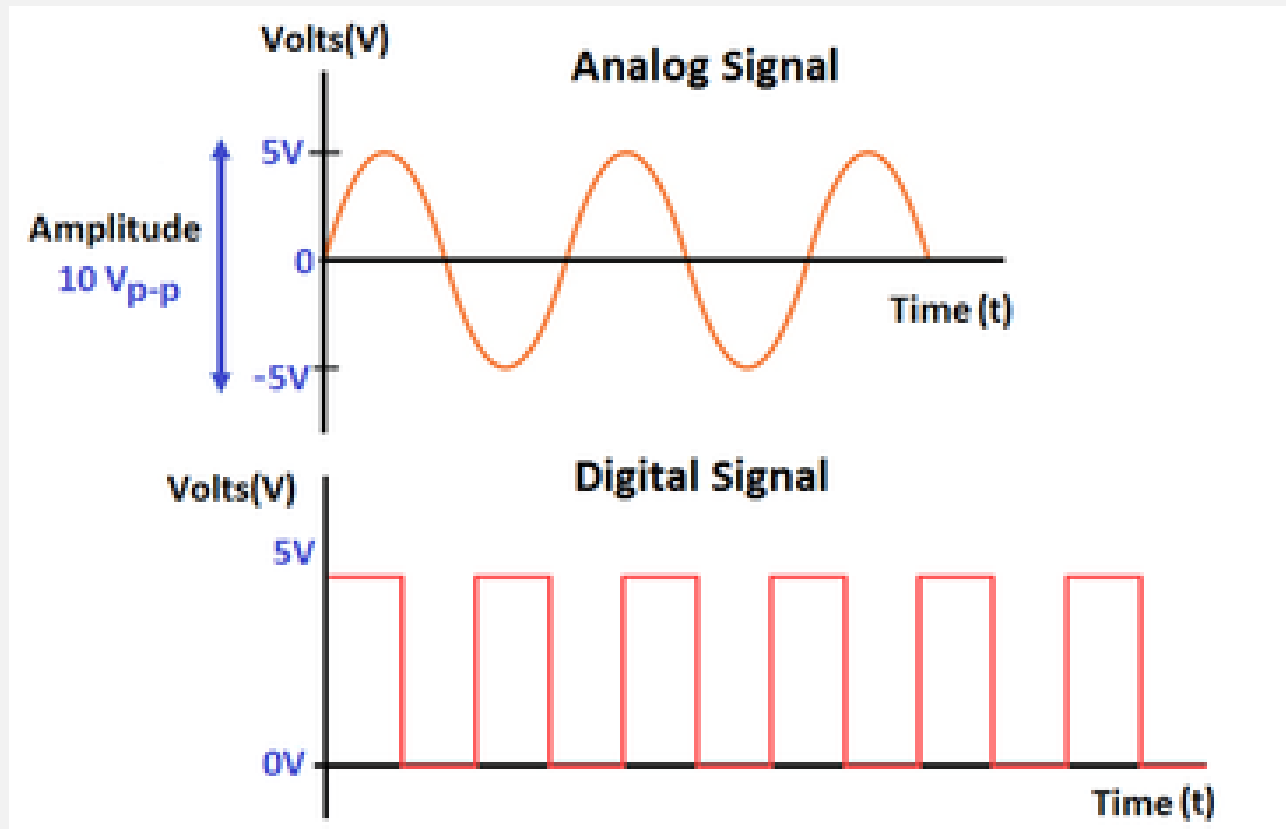 Volts(V)
Analog Signal
5V
Amplitude
10 Vp-p
0
Time (t)
-5V
Digital Signal
Volts(V)
5V
0V
Time (t)